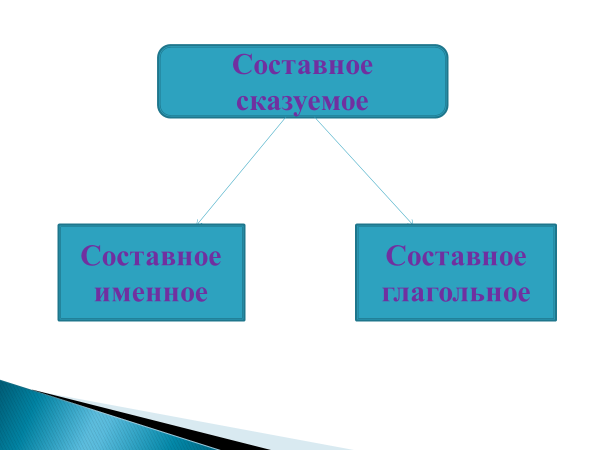 Составное
сказуемое
Составное
именное
Составное
глагольное